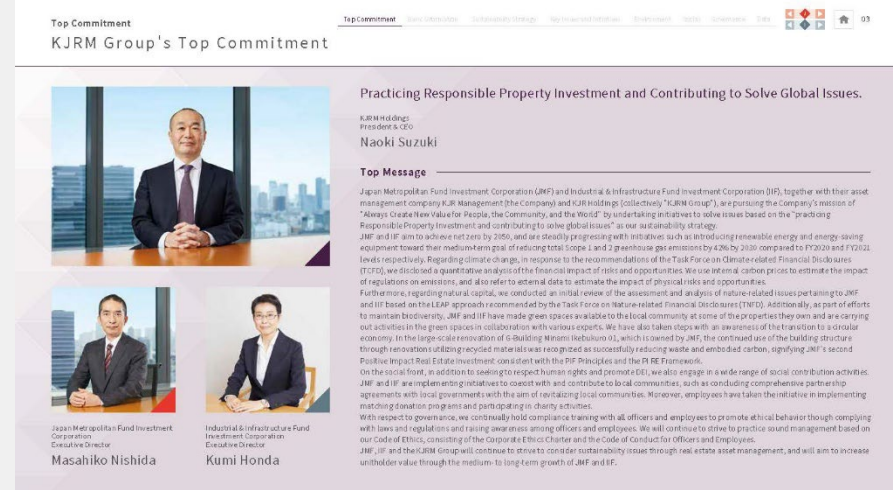 Top Commitment
KJRM Group's Top Commitment
Top Commitment Sustainability Strategy Environment Social Governance Data 03
Practicing Responsible Property Investment and Contributing to Solve Global Issues.
KJRM Holdings
President & CEO
Naoki Suzuki
Top Message
Japan Metropolitan Fund Investment Corporation (JMF) and Industrial & Infrastructure Fund Investment Corporation (IIF), together with their asset
management company KJR Management (the Company) and KJR Holdings (collectively "KJRM Group"), are pursuing the Company's mission of
"Always Create New Value for People, the Community, and the World" by undertaking initiatives to solve issues based on the "practicing
Responsible Property Investment and contributing to solve global issues" as our sustainability strategy.
JMF and IIF aim to achieve net zero by 2050, and are steadily progressing with initiatives such as introducing renewable energy and energy-saving
equipment toward their medium-term goal of reducing total Scope 1 and 2 greenhouse gas emissions by 42% by 2030 compared to FY2020 and FY2021
levels respectively. Regarding climate change, in response to the recommendations of the Task Force on Climate-related Financial Disclosures
(TCFD), we disclosed a quantitative analysis of the financial impact of risks and opportunities. We use internal carbon prices to estimate the impact
of regulations on emissions, and also refer to external data to estimate the impact of physical risks and opportunities.
Furthermore, regarding natural capital, we conducted an initial review of the assessment and analysis of nature-related issues pertaining to JMF
and IIF based on the LEAP approach recommended by the Task Force on Nature-related Financial Disclosures (TNFD). Additionally, as part of efforts
to maintain biodiversity, JMF and IIF have made green spaces available to the local community at some of the properties they own and are carrying
out activities in the green spaces in collaboration with various experts. We have also taken steps with an awareness of the transition to a circular
economy. In the large-scale renovation of G-Building Minami Ikebukuro 01, which is owned by JMF, the continued use of the building structure
through renovations utilizing recycled materials was recognized as successfully reducing waste and embodied carbon, signifying JMF's second
Positive Impact Real Estate Investment consistent with the PIF Principles and the PI RE Framework.
On the social front, in addition to seeking to respect human rights and promote DEI, we also engage in a wide range of social contribution activities.
JMF and IIF are implementing initiatives to coexist with and contribute to local communities, such as concluding comprehensive partnership
agreements with local governments with the aim of revitalizing local communities. Moreover, employees have taken the initiative in implementing
matching donation programs and participating in charity activities.
With respect to governance, we continually hold compliance training with all officers and employees to promote ethical behavior though complying
with laws and regulations and raising awareness among officers and employees. We will continue to strive to practice sound management based on
our Code of Ethics, consisting of the Corporate Ethics Charter and the Code of Conduct for Officers and Employees.
JMF, IIF and the KJRM Group will continue to strive to consider sustainability issues through real estate asset management, and will aim to increase
unitholder value through the medium- to long-term growth of JMF and IIF.
Japan Metropolitan Fund Investment
Corporation
Executive Director
Masahiko Nishida
Industrial & Infrastructure Fund
Investment Corporation
Executive Director
Kumi Honda